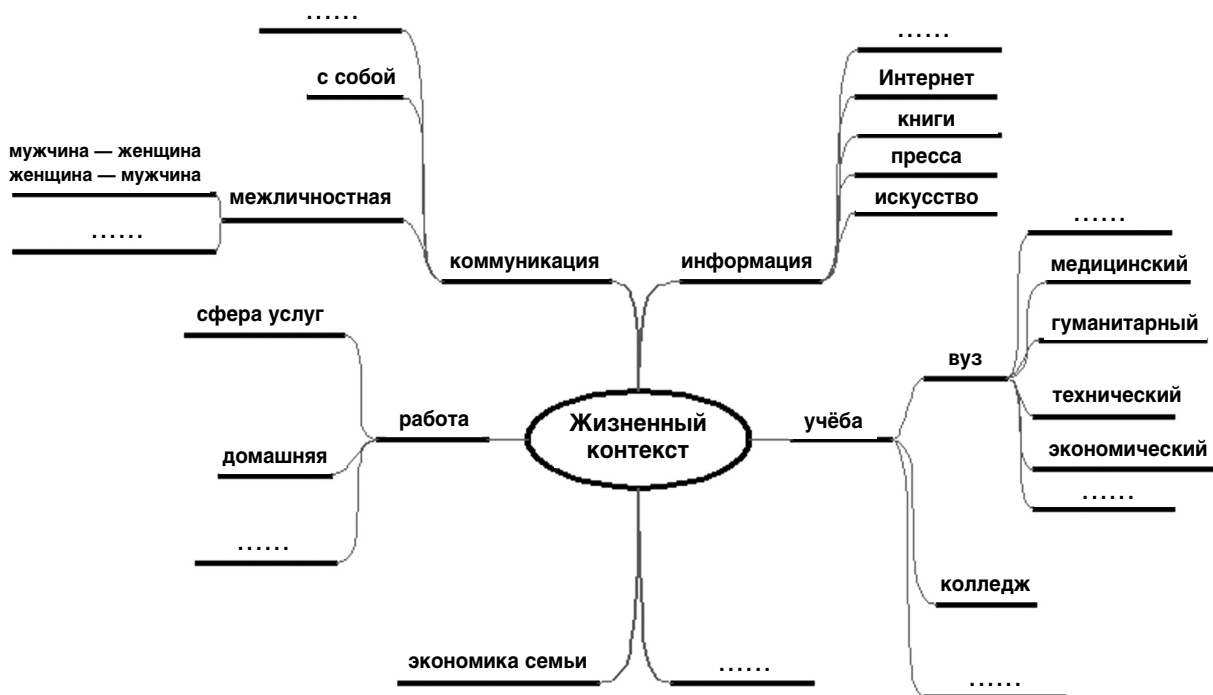 ......
с собой
мужчина — женщина
женщина — мужчина
межличностная
......
коммуникация
......
Интернет
книги
пресса
искусство
информация
......
медицинский
гуманитарный
вуз
технический
экономический
......
учёба
колледж
......
Жизненный
контекст
сфера услуг
работа
домашняя
......
экономика семьи
......